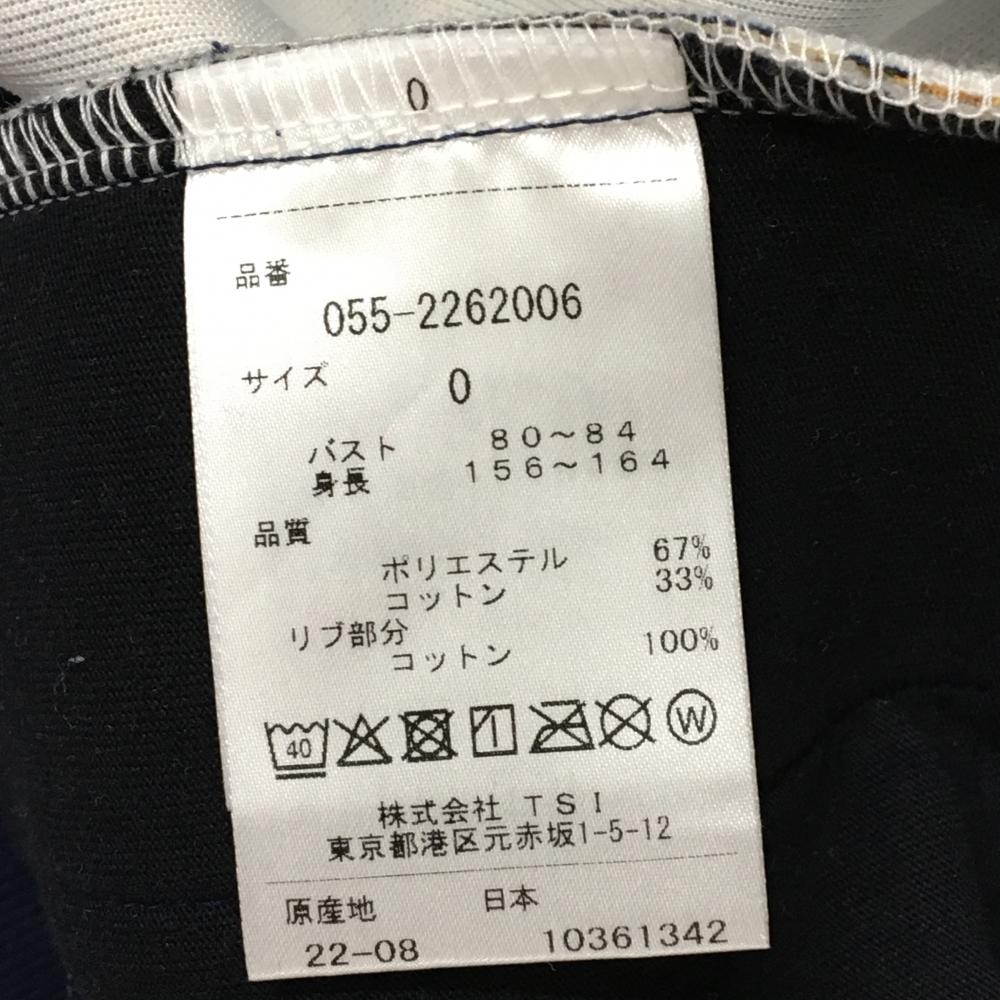 0
品番
055-2262006
サイズ 0
バスト 80～84
身長 156～164
品質
ポリエステル 67%
コットン 33%
リブ部分
コットン 100%
40 W
株式会社 TSI
東京都港区元赤坂1-5-12
原産地 日本
22-08 10361342